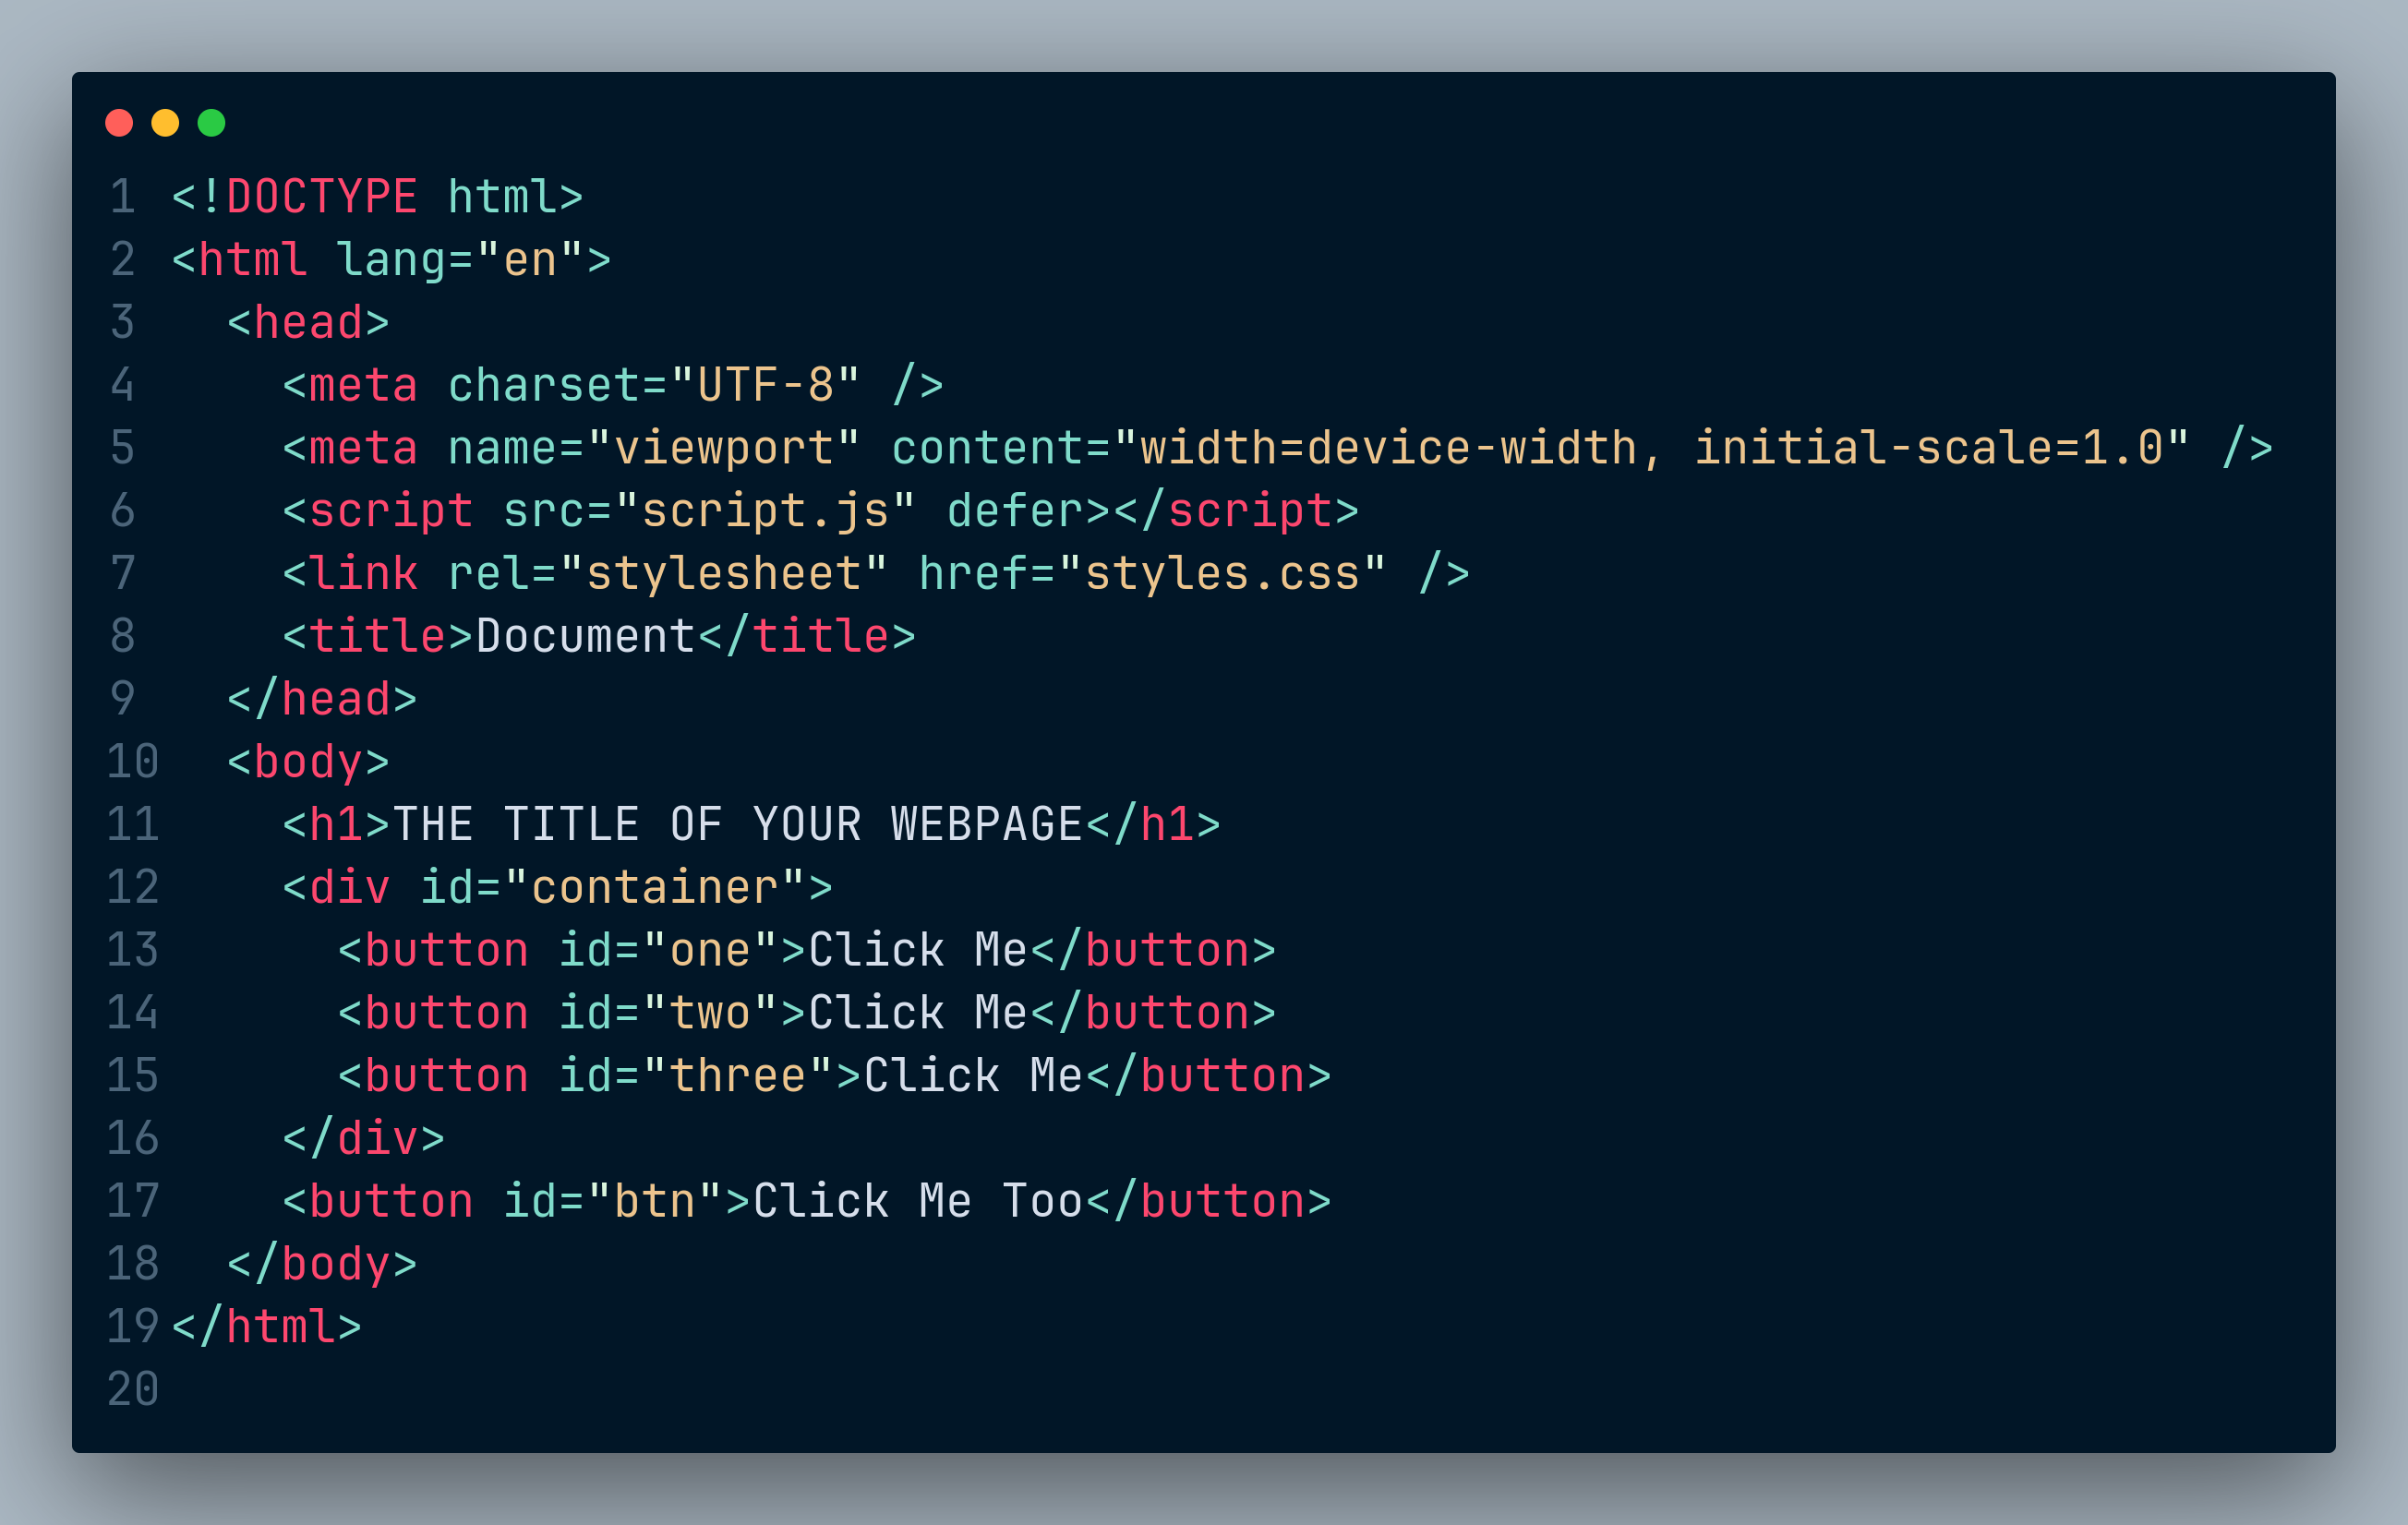 1 <!DOCTYPE html>
2 <html lang="en">
3   <head>
4     <meta charset="UTF-8" />
5     <meta name="viewport" content="width=device-width, initial-scale=1.0" />
6     <script src="script.js" defer></script>
7     <link rel="stylesheet" href="styles.css" />
8     <title>Document</title>
9   </head>
10   <body>
11     <h1>THE TITLE OF YOUR WEBPAGE</h1>
12     <div id="container">
13       <button id="one">Click Me</button>
14       <button id="two">Click Me</button>
15       <button id="three">Click Me</button>
16     </div>
17     <button id="btn">Click Me Too</button>
18   </body>
19 </html>
20